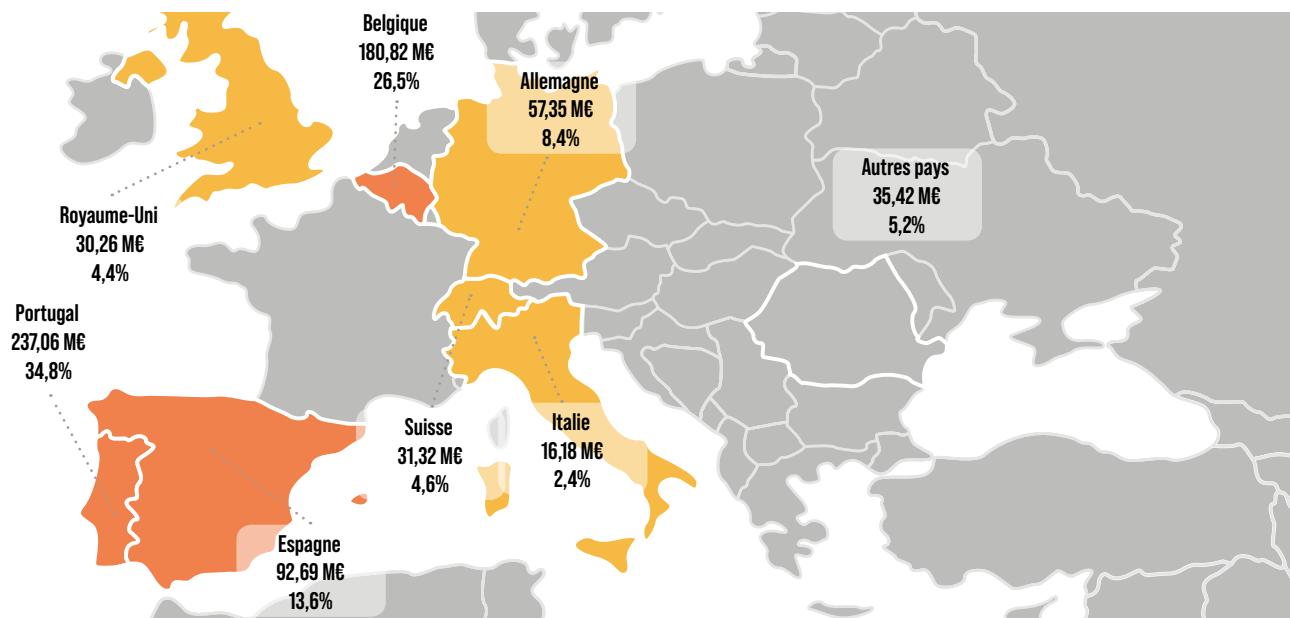 Belgique
180,82 M€
26,5%
Allemagne
57,35 M€
8,4%
Autres pays
35,42 M€
5,2%
Royaume-Uni
30,26 M€
4,4%
Portugal
237,06 M€
34,8%
Suisse
31,32 M€
4,6%
Italie
16,18 M€
2,4%
Espagne
92,69 M€
13,6%